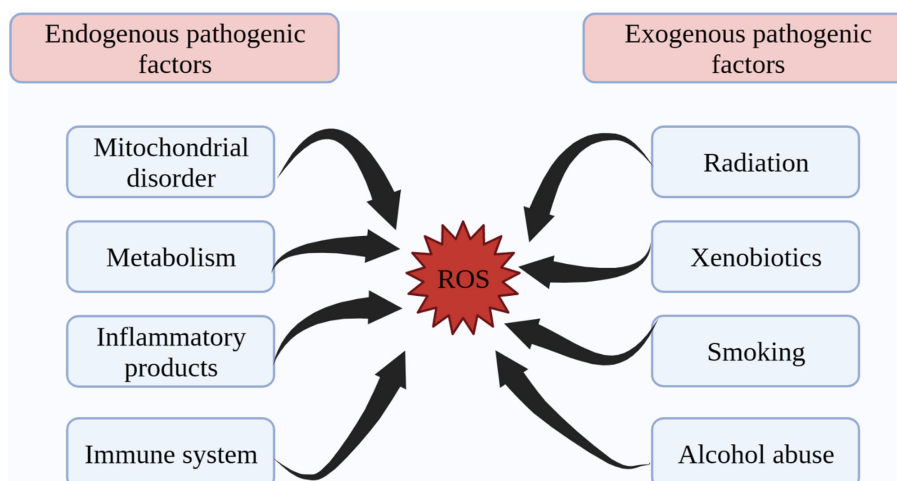 Endogenous pathogenic
factors
Exogenous pathogenic
factors
Mitochondrial
disorder
Radiation
Metabolism
Xenobiotics
ROS
Inflammatory
products
Smoking
Immune system
Alcohol abuse